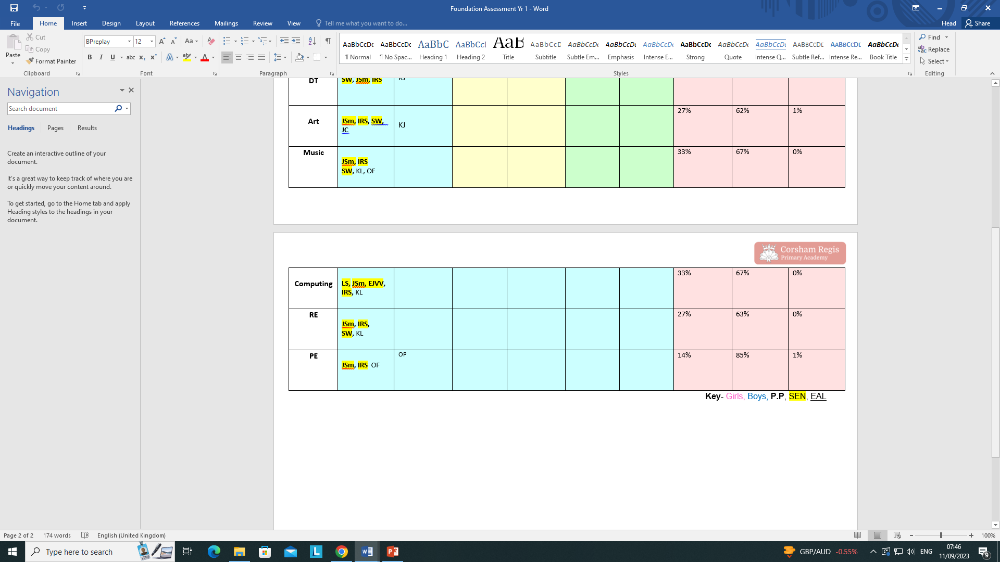 Foundation Assessment Yr 1 - Word
File Home Insert Design Layout References Mailings Review View Tell me what you want to do... Head Share
Paste
Cut
Copy
Format Painter
Clipboard
BPreplay 12
Font
Paragraph
AaBbCcDc AaBbCcDc AaBbC AaBbCcl AaB AaBbCcD AaBbCcDc AaBbCcDc AaBbCcDc AaBbCcDc AaBbCcDc AaBbCcDc AABBCCDE AABBCCDE AaBbCcDc
¶ Normal ¶ No Spac... Heading 1 Heading 2 Title Subtitle Subtle Em... Emphasis Intense E... Strong Quote Intense Q... Subtle Ref... Intense Re... Book Title
Styles
Find
Replace
Select
Editing
Navigation
Search document
Headings Pages Results
Create an interactive outline of your
document.
It's a great way to keep track of where you are
or quickly move your content around.
To get started, go to the Home tab and apply
Heading styles to the headings in your
document.
DT SW, JSm, IRS KJ
Art JSm, IRS, SW, KJ 27% 62% 1%
JC
Music 33% 67% 0%
JSm, IRS
SW, KL, OF
Corsham Regis
Primary Academy
Computing LS, JSm, EJVV, 33% 67% 0%
IRS, KL
RE 27% 63% 0%
JSm, IRS,
SW, KL
PE OP 14% 85% 1%
JSm, IRS OF
Key- Girls, Boys, P.P, SEN, EAL
Page 2 of 2 174 words English (United Kingdom) 100%
Type here to search GBP/AUD -0.55% ENG 07:46
11/09/2023 9